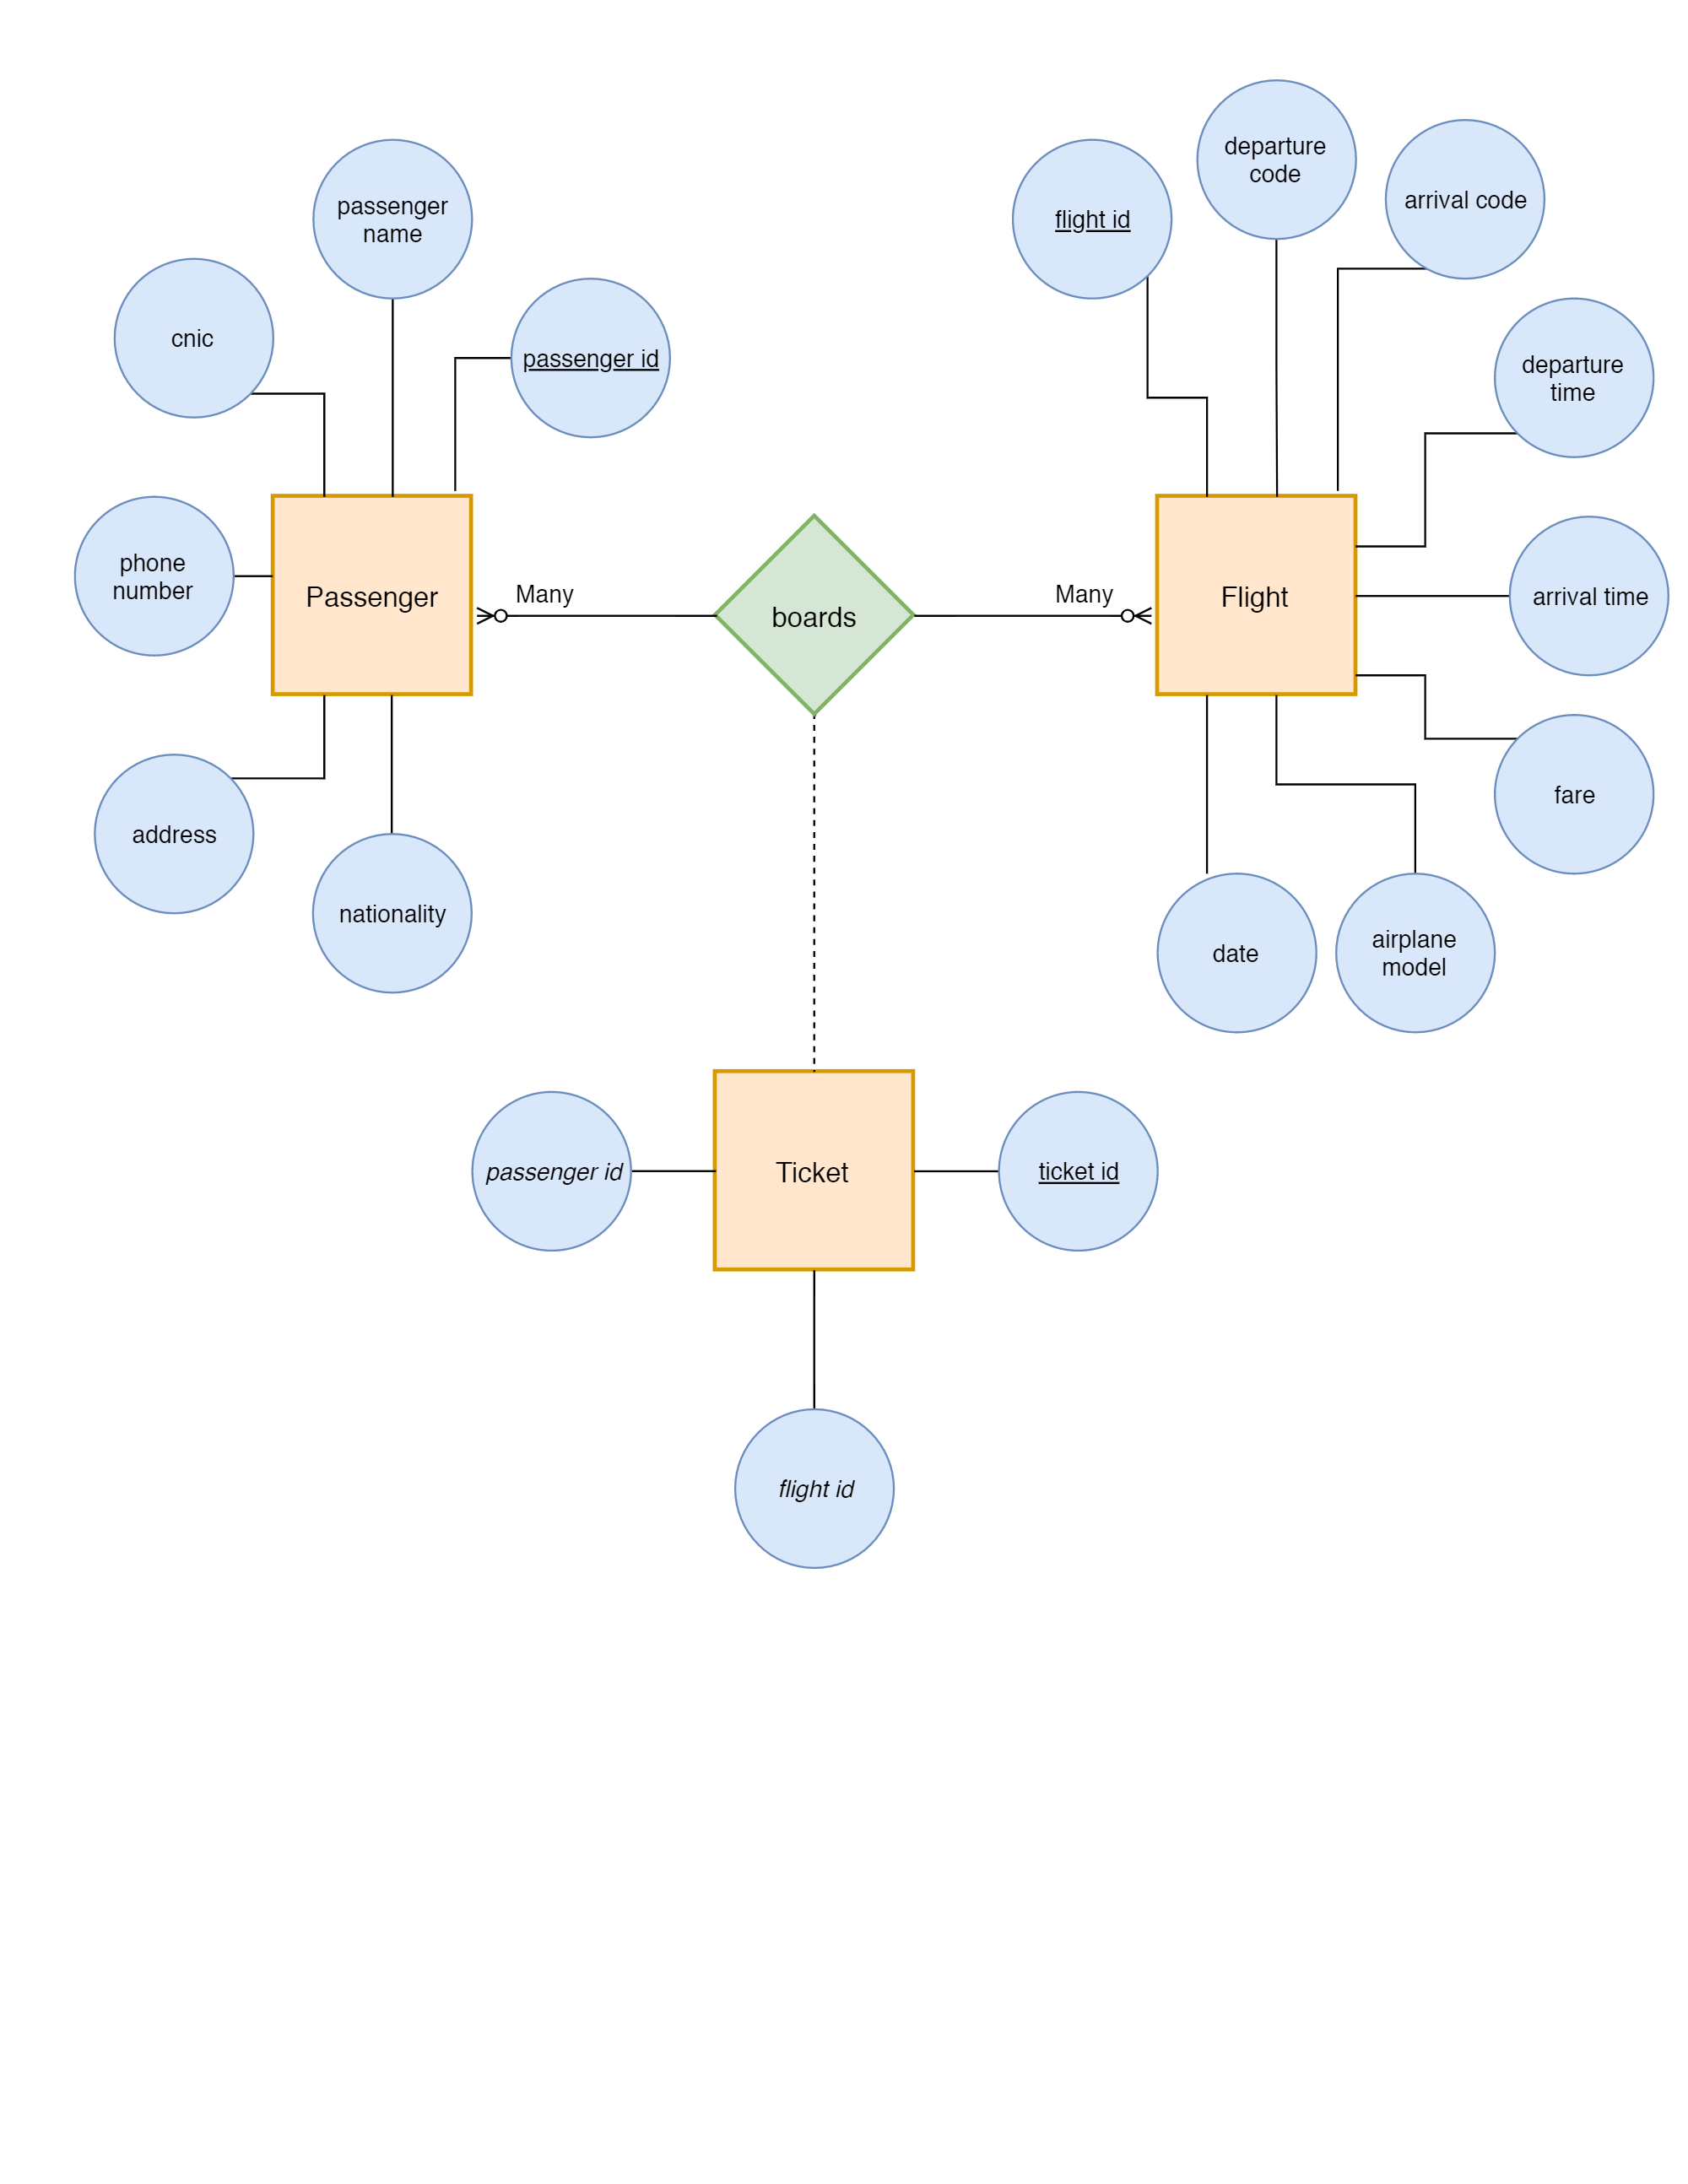 departure
code
arrival code
passenger
name
flight id
cnic
passenger id
departure
time
phone
number
Passenger
Many
boards
Many
Flight
arrival time
address
fare
nationality
date
airplane
model
passenger id
Ticket
ticket id
flight id